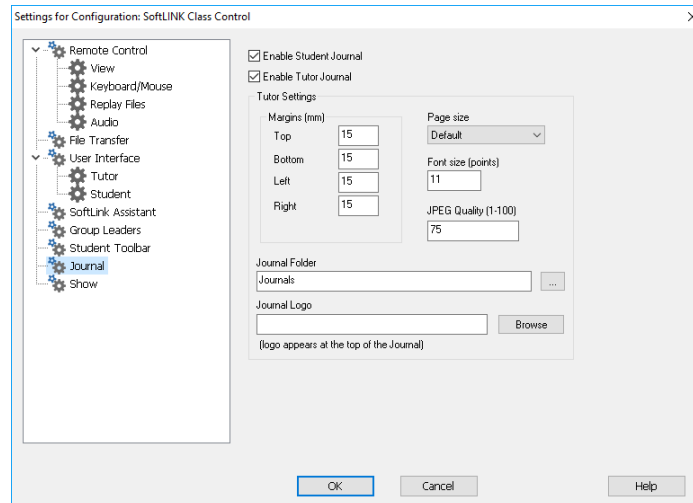 Settings for Configuration: SoftLINK Class Control
Remote Control
View
Keyboard/Mouse
Replay Files
Audio
File Transfer
User Interface
Tutor
Student
SoftLink Assistant
Group Leaders
Student Toolbar
Journal
Show
Enable Student Journal
Enable Tutor Journal
Tutor Settings
Margins (mm)
Top 15
Bottom 15
Left 15
Right 15
Page size
Default
Font size (points)
11
JPEG Quality (1-100)
75
Journal Folder
Journals ...
Journal Logo
Browse
(logo appears at the top of the Journal)
OK Cancel Help